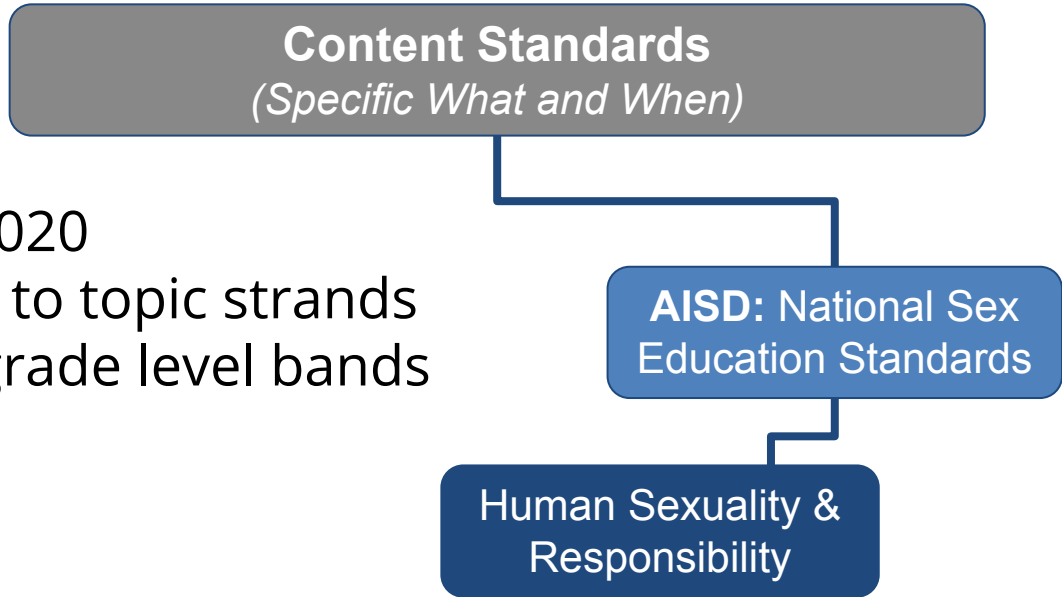 Content Standards
(Specific What and When)
020
to topic strands
grade level bands
AISD: National Sex
Education Standards
Human Sexuality &
Responsibility